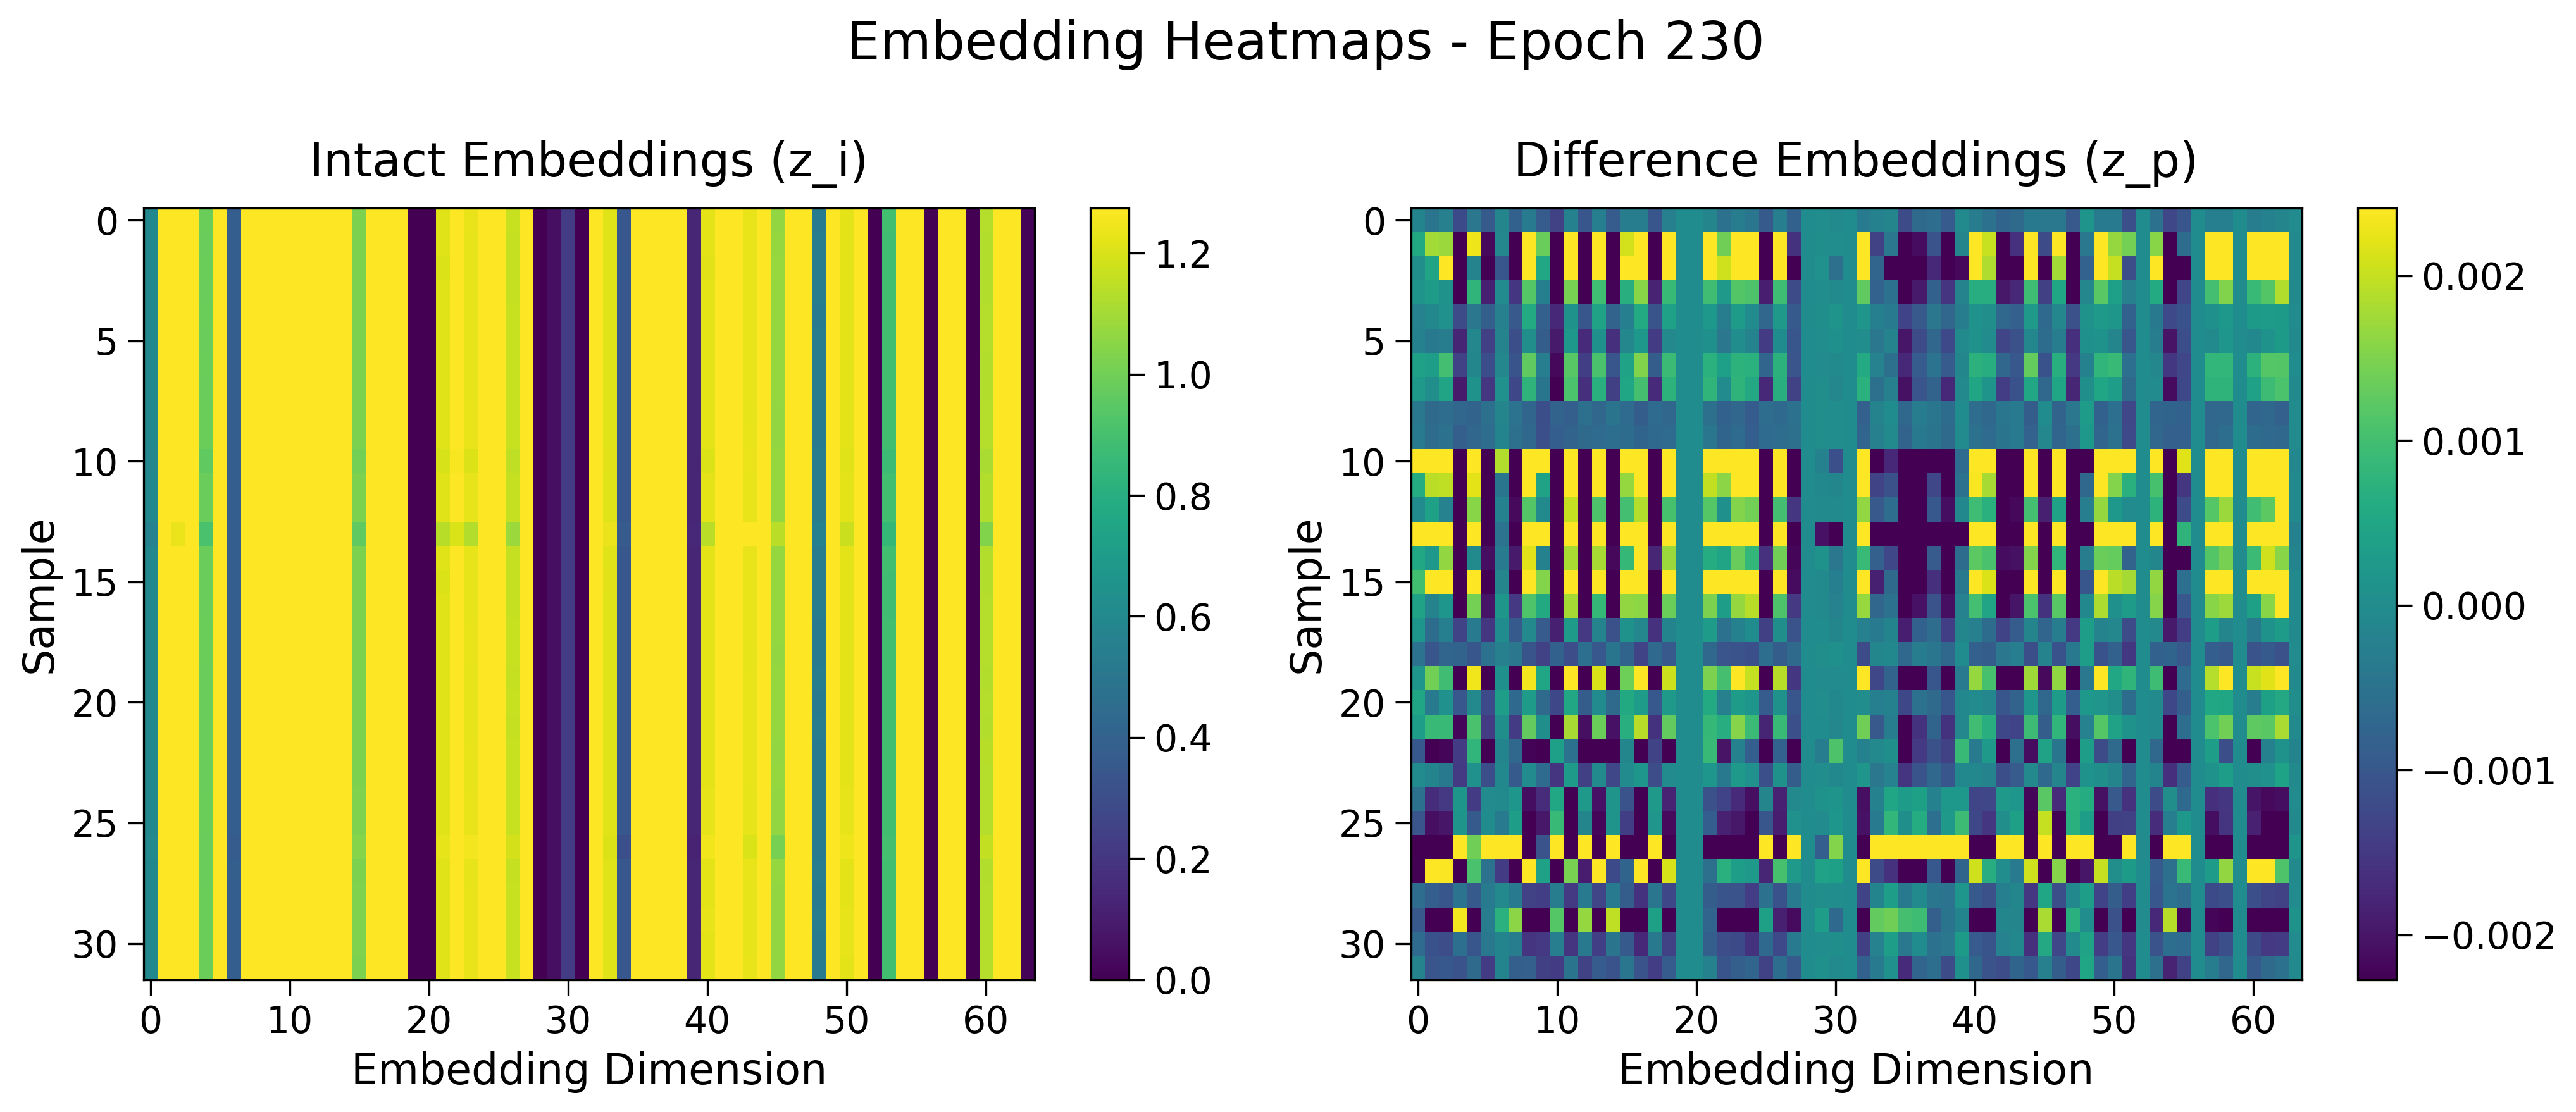 Embedding Heatmaps - Epoch 230
Intact Embeddings (z_i)
Difference Embeddings (z_p)
0
5
10
15
20
25
30
Sample
0 10 20 30 40 50 60
Embedding Dimension
1.2
1.0
0.8
0.6
0.4
0.2
0.0
0
5
10
15
20
25
30
Sample
0 10 20 30 40 50 60
Embedding Dimension
0.002
0.001
0.000
−0.001
−0.002